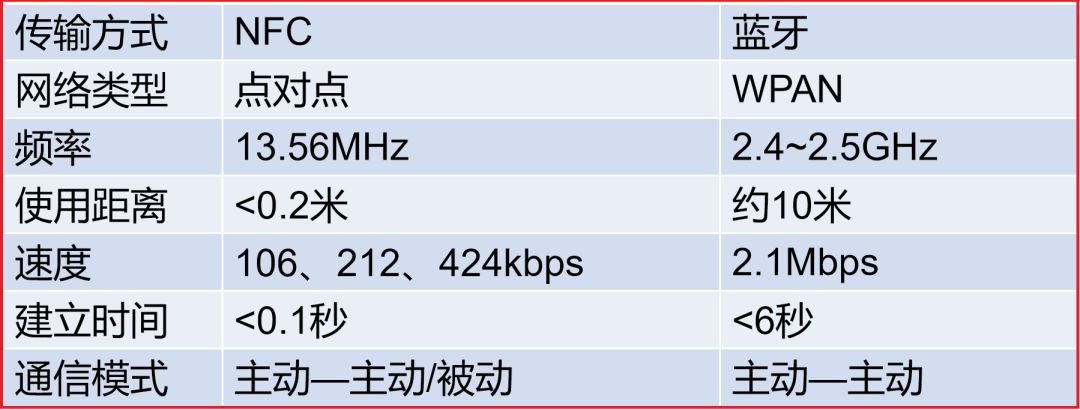 传输方式 NFC 蓝牙
网络类型 点对点 WPAN
频率 13.56MHz 2.4~2.5GHz
使用距离 <0.2米 约10米
速度 106、212、424kbps 2.1Mbps
建立时间 <0.1秒 <6秒
通信模式 主动—主动/被动 主动—主动